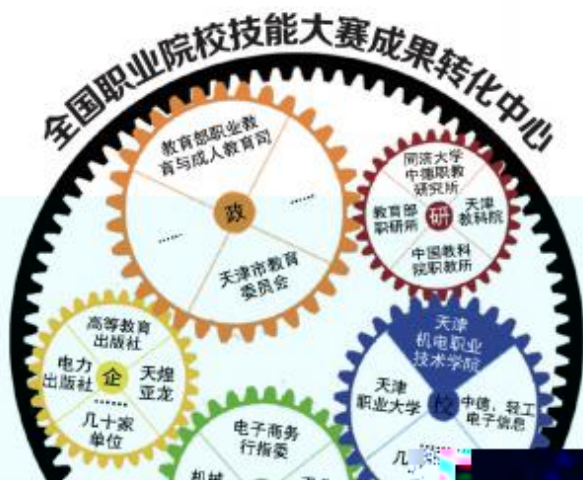 全国职业院校技能大赛成果转化中心
教育部职业教
育与成人教育司
政
······
······
天津市教育
委员会
同济大学
中德职教
研究所
教育部
职研所
研
天津
教科院
中国教科
院职教所
高等教育
出版社
电力
出版社
企
天煌
亚龙
······
几十家
单位
天津
机电职业
技术学院
天津
职业大学
校
中德、轻工
电子信息
······
电子商务
行指委
机械